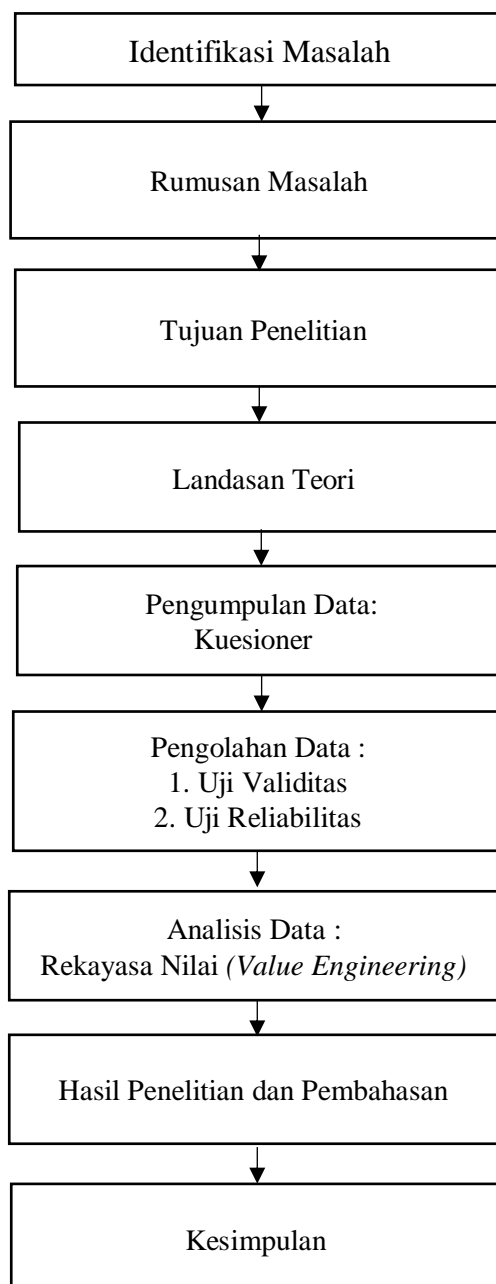 Identifikasi Masalah
Rumusan Masalah
Tujuan Penelitian
Landasan Teori
Pengumpulan Data:
Kuesioner
Pengolahan Data :
1. Uji Validitas
2. Uji Reliabilitas
Analisis Data :
Rekayasa Nilai (Value Engineering)
Hasil Penelitian dan Pembahasan
Kesimpulan